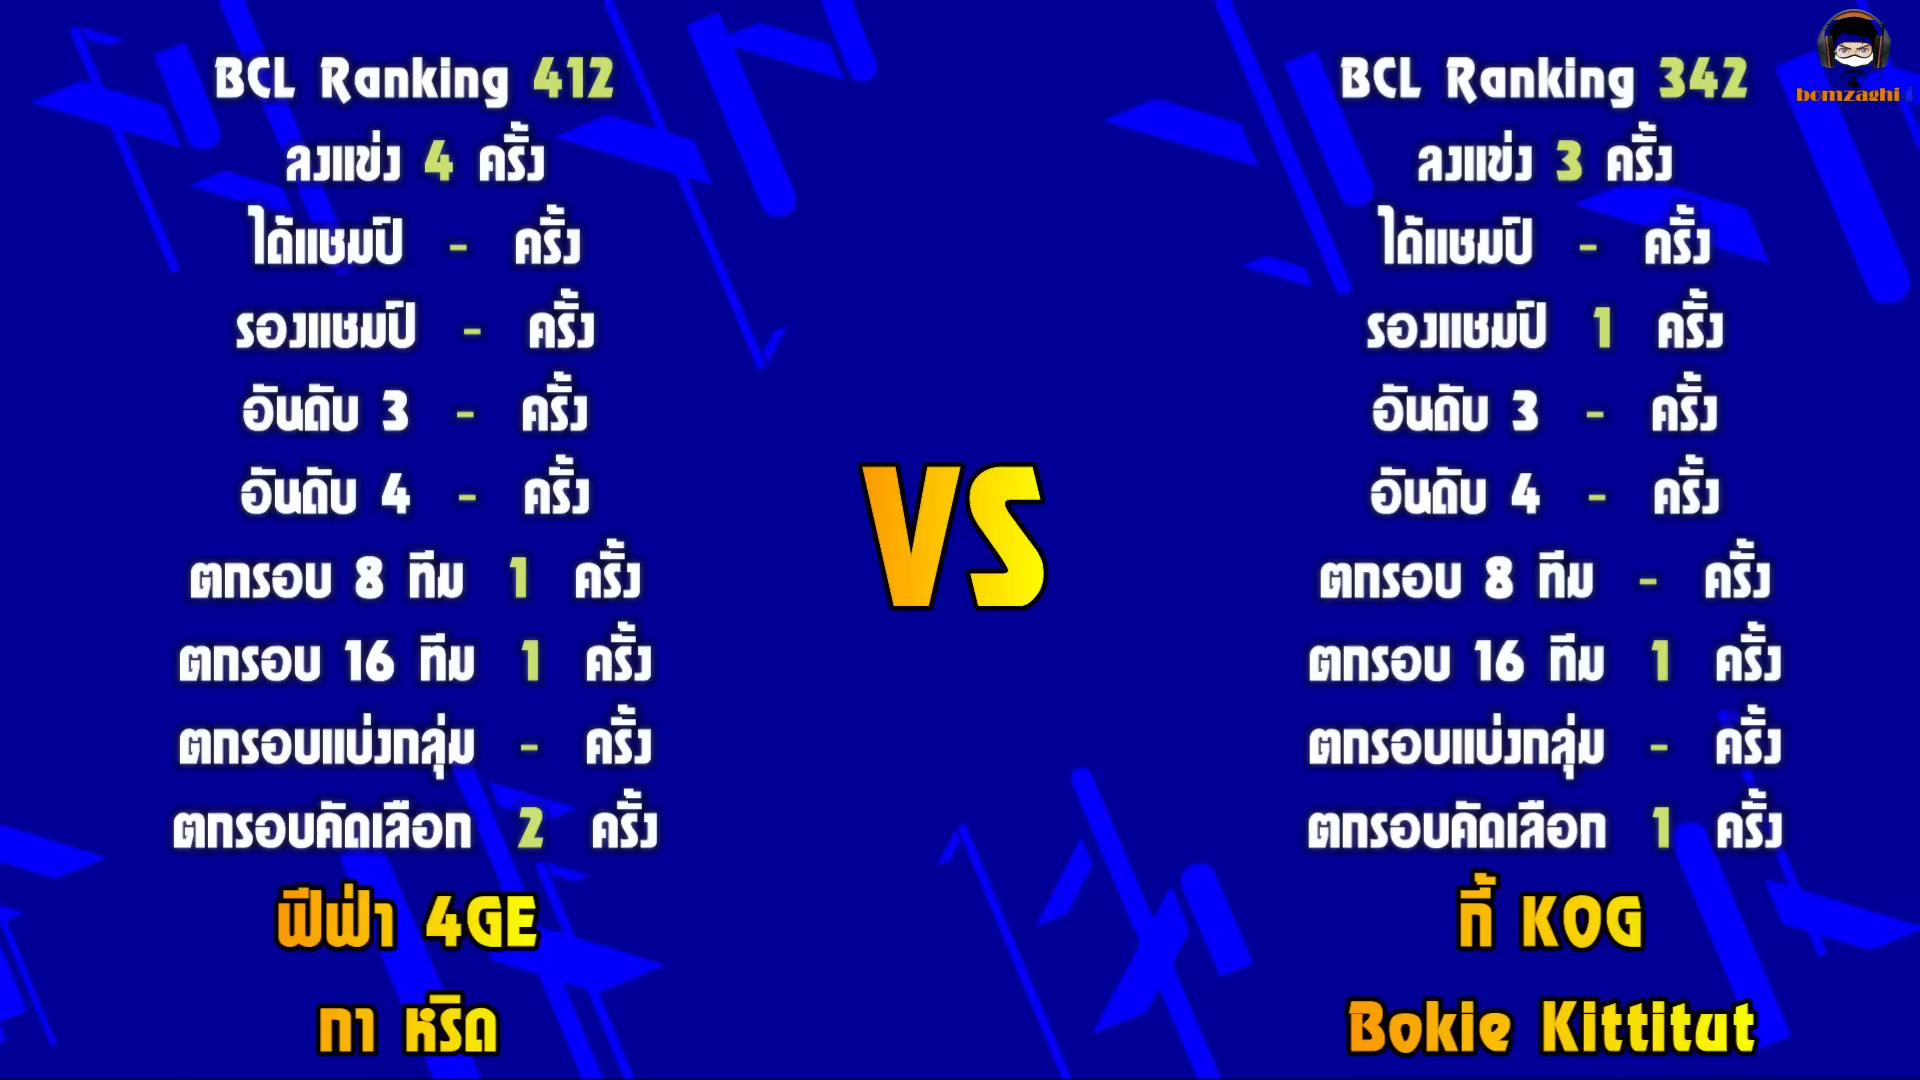 BCL Ranking 412
ลงแข่ง 4 ครั้ง
ได้แชมป์ - ครั้ง
รองแชมป์ - ครั้ง
อันดับ 3 - ครั้ง
อันดับ 4 - ครั้ง
ตกรอบ 8 ทีม 1 ครั้ง
ตกรอบ 16 ทีม 1 ครั้ง
ตกรอบแบ่งกลุ่ม - ครั้ง
ตกรอบคัดเลือก 2 ครั้ง
ฟีฟ่า 4GE
กา หริด
VS
BCL Ranking 342
ลงแข่ง 3 ครั้ง
ได้แชมป์ - ครั้ง
รองแชมป์ 1 ครั้ง
อันดับ 3 - ครั้ง
อันดับ 4 - ครั้ง
ตกรอบ 8 ทีม - ครั้ง
ตกรอบ 16 ทีม 1 ครั้ง
ตกรอบแบ่งกลุ่ม - ครั้ง
ตกรอบคัดเลือก 1 ครั้ง
กี้ KOG
Bokie Kittitut
bomzaghi